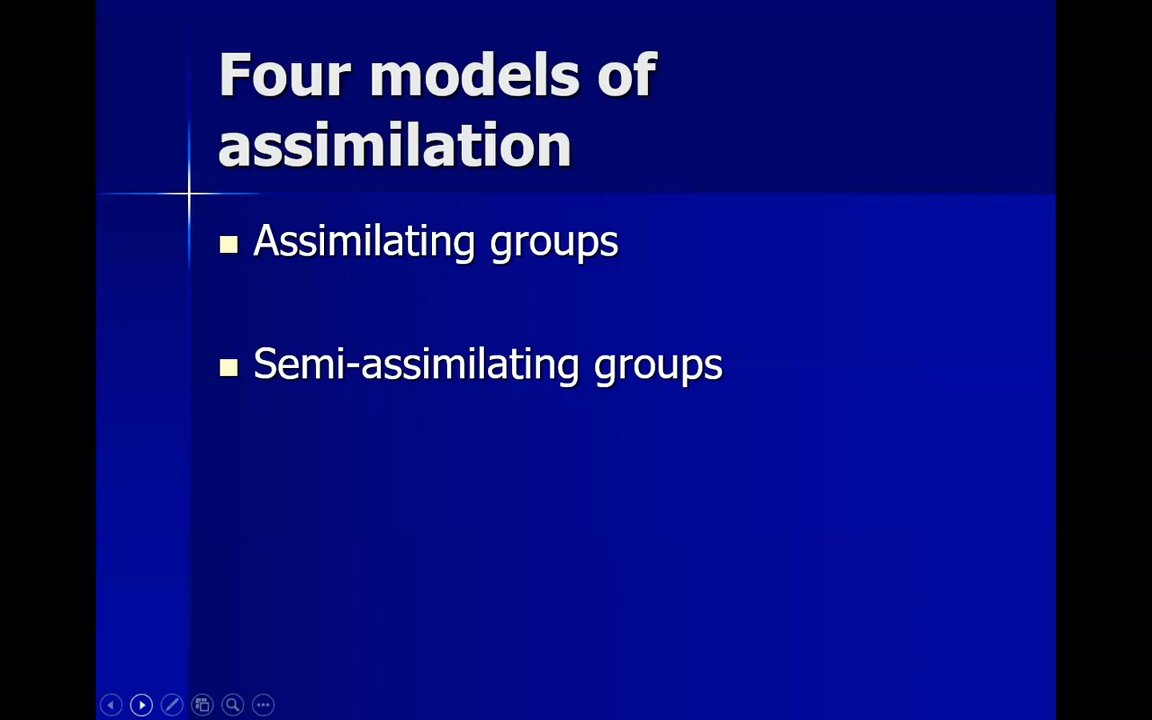 Four models of
assimilation
Assimilating groups
Semi-assimilating groups